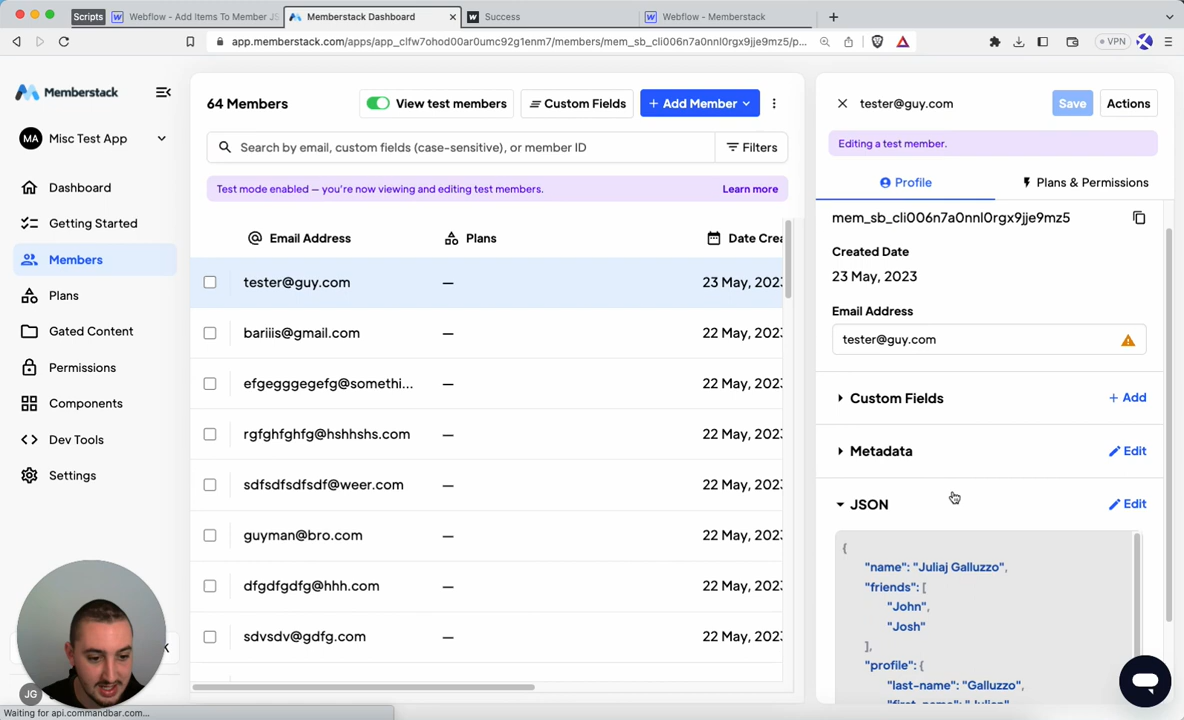 Scripts
Webflow - Add Items To Member JS
Memberstack Dashboard
Success
Webflow - Memberstack
app.memberstack.com/apps/app_clfw7ohod00ar0umc92g1enm7/members/mem_sb_cli006n7a0nnl0rgx9jje9mz5/p...
VPN
Memberstack
MA
Misc Test App
Dashboard
Getting Started
Members
Plans
Gated Content
Permissions
Components
Dev Tools
Settings
JG
Waiting for api.commandbar.com...
64 Members
View test members
Custom Fields
+ Add Member
Search by email, custom fields (case-sensitive), or member ID
Filters
Test mode enabled — you're now viewing and editing test members.
Learn more
Email Address
Plans
Date Crea
tester@guy.com
—
23 May, 2023
bariiis@gmail.com
—
22 May, 2023
efgegggegefg@somethi...
—
22 May, 2023
rgfghfghfg@hshhshs.com
—
22 May, 2023
sdfsdfsdfsdf@weer.com
—
22 May, 2023
guyman@bro.com
—
22 May, 2023
dfgdfgdfg@hhh.com
—
22 May, 2023
sdvsdv@gdfg.com
—
22 May, 2023
tester@guy.com
Save
Actions
Editing a test member.
Profile
Plans & Permissions
mem_sb_cli006n7a0nnl0rgx9jje9mz5
Created Date
23 May, 2023
Email Address
tester@guy.com
Custom Fields
+ Add
Metadata
Edit
JSON
Edit
{
"name": "Juliaj Galluzzo",
"friends": [
"John",
"Josh"
],
"profile": {
"last-name": "Galluzzo",
"first-name": "Julian"